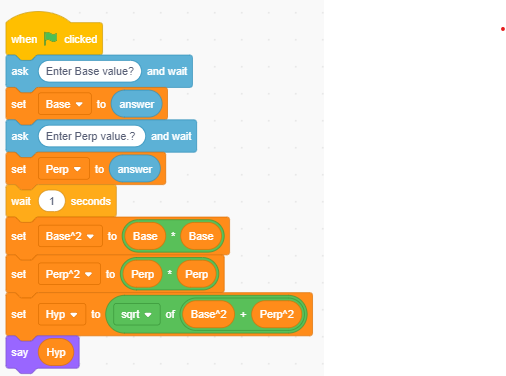 when clicked
ask Enter Base value? and wait
set Base to answer
ask Enter Perp value.? and wait
set Perp to answer
wait 1 seconds
set Base^2 to Base * Base
set Perp^2 to Perp * Perp
set Hyp to sqrt of Base^2 + Perp^2
say Hyp